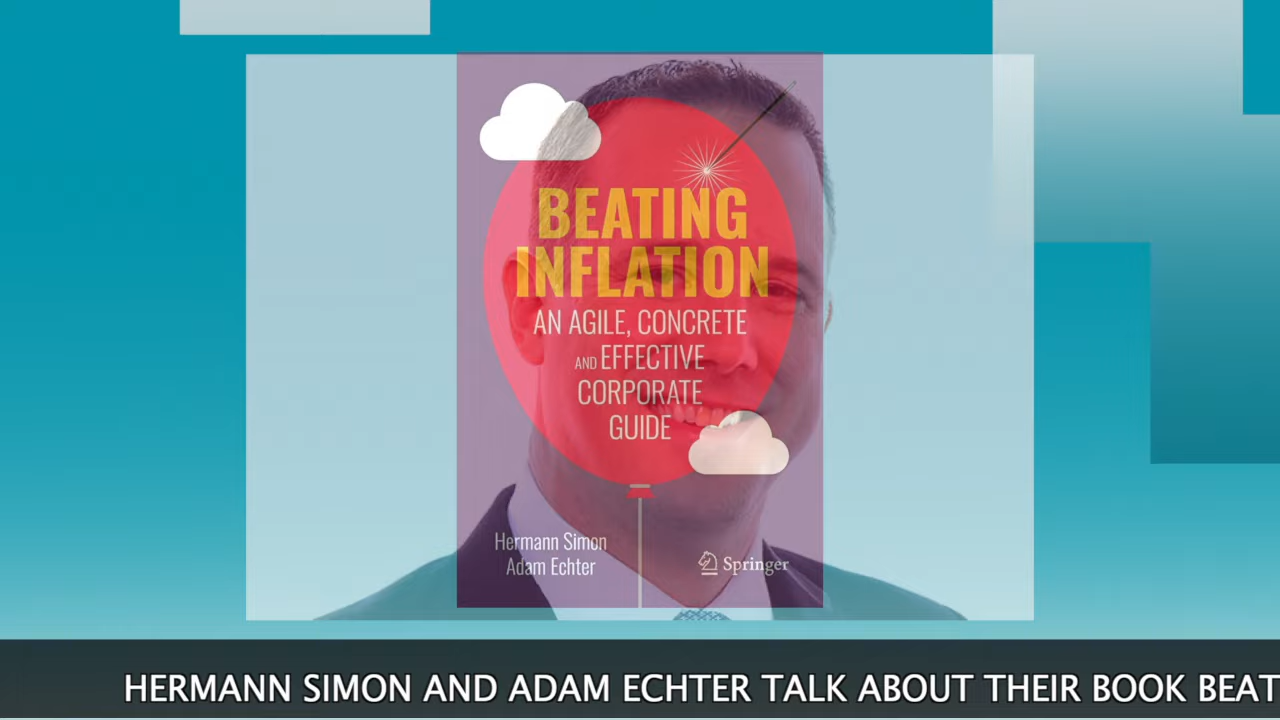 BEATING
INFLATION
AN AGILE, CONCRETE
AND EFFECTIVE
CORPORATE
GUIDE
Hermann Simon
Adam Echter
Springer
HERMANN SIMON AND ADAM ECHTER TALK ABOUT THEIR BOOK BEAT